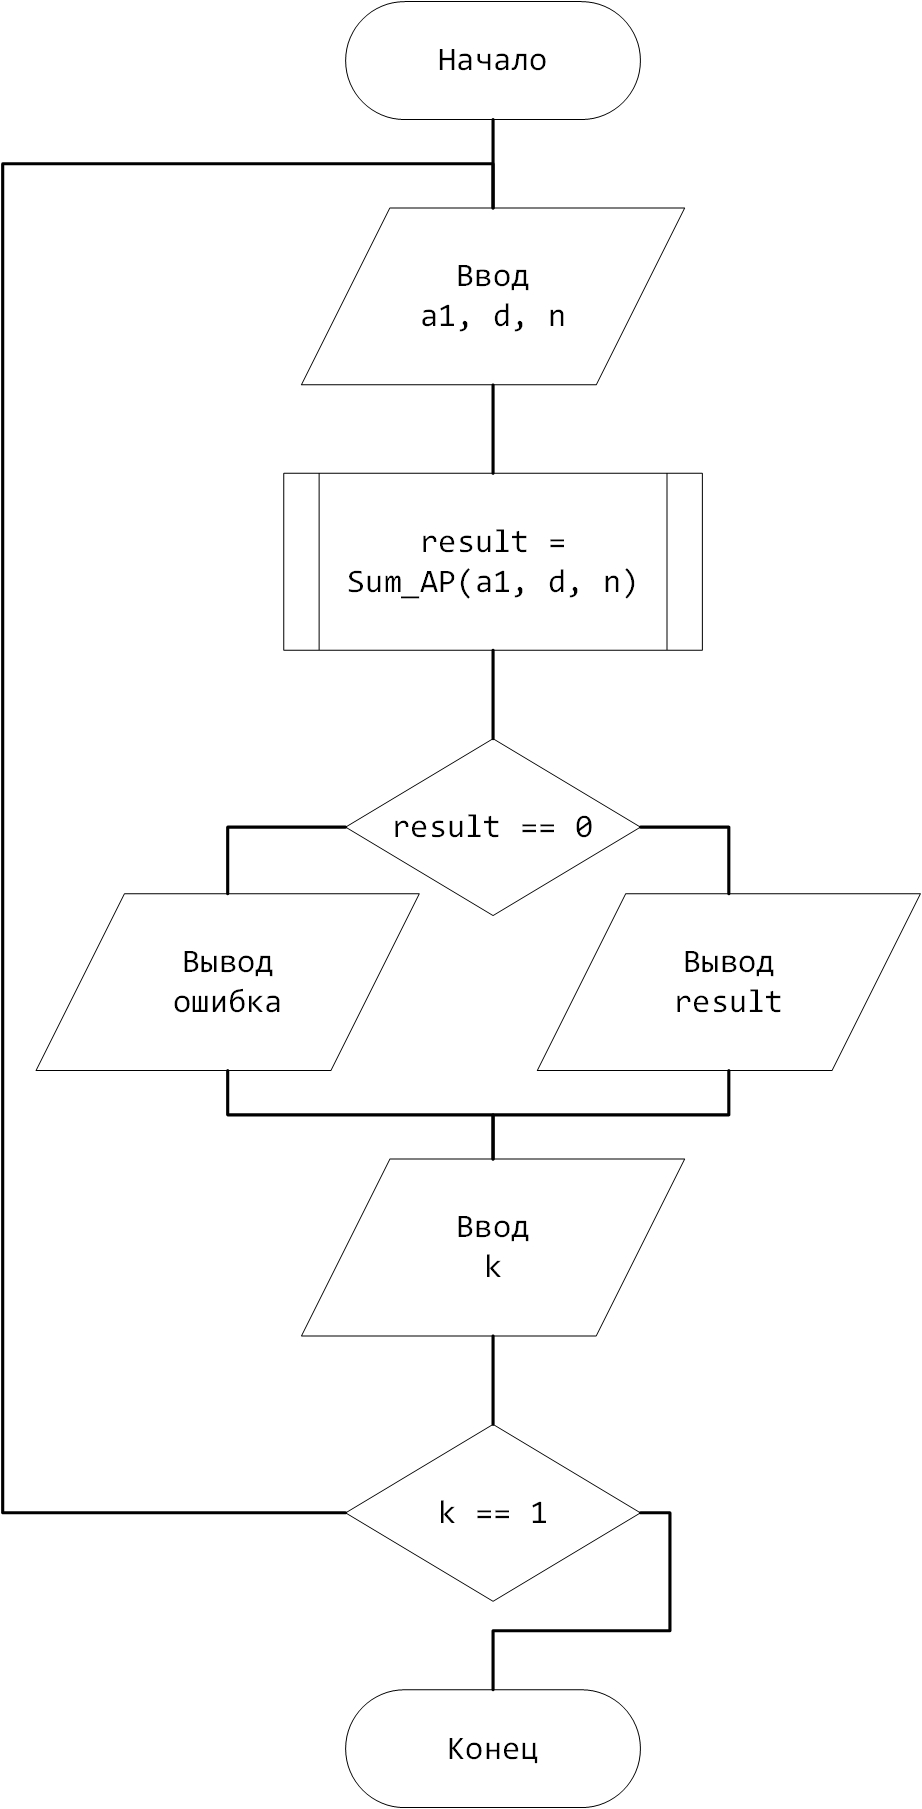 Начало
Ввод
a1, d, n
result =
Sum_AP(a1, d, n)
result == 0
Вывод
ошибка
Вывод
result
Ввод
k
k == 1
Конец